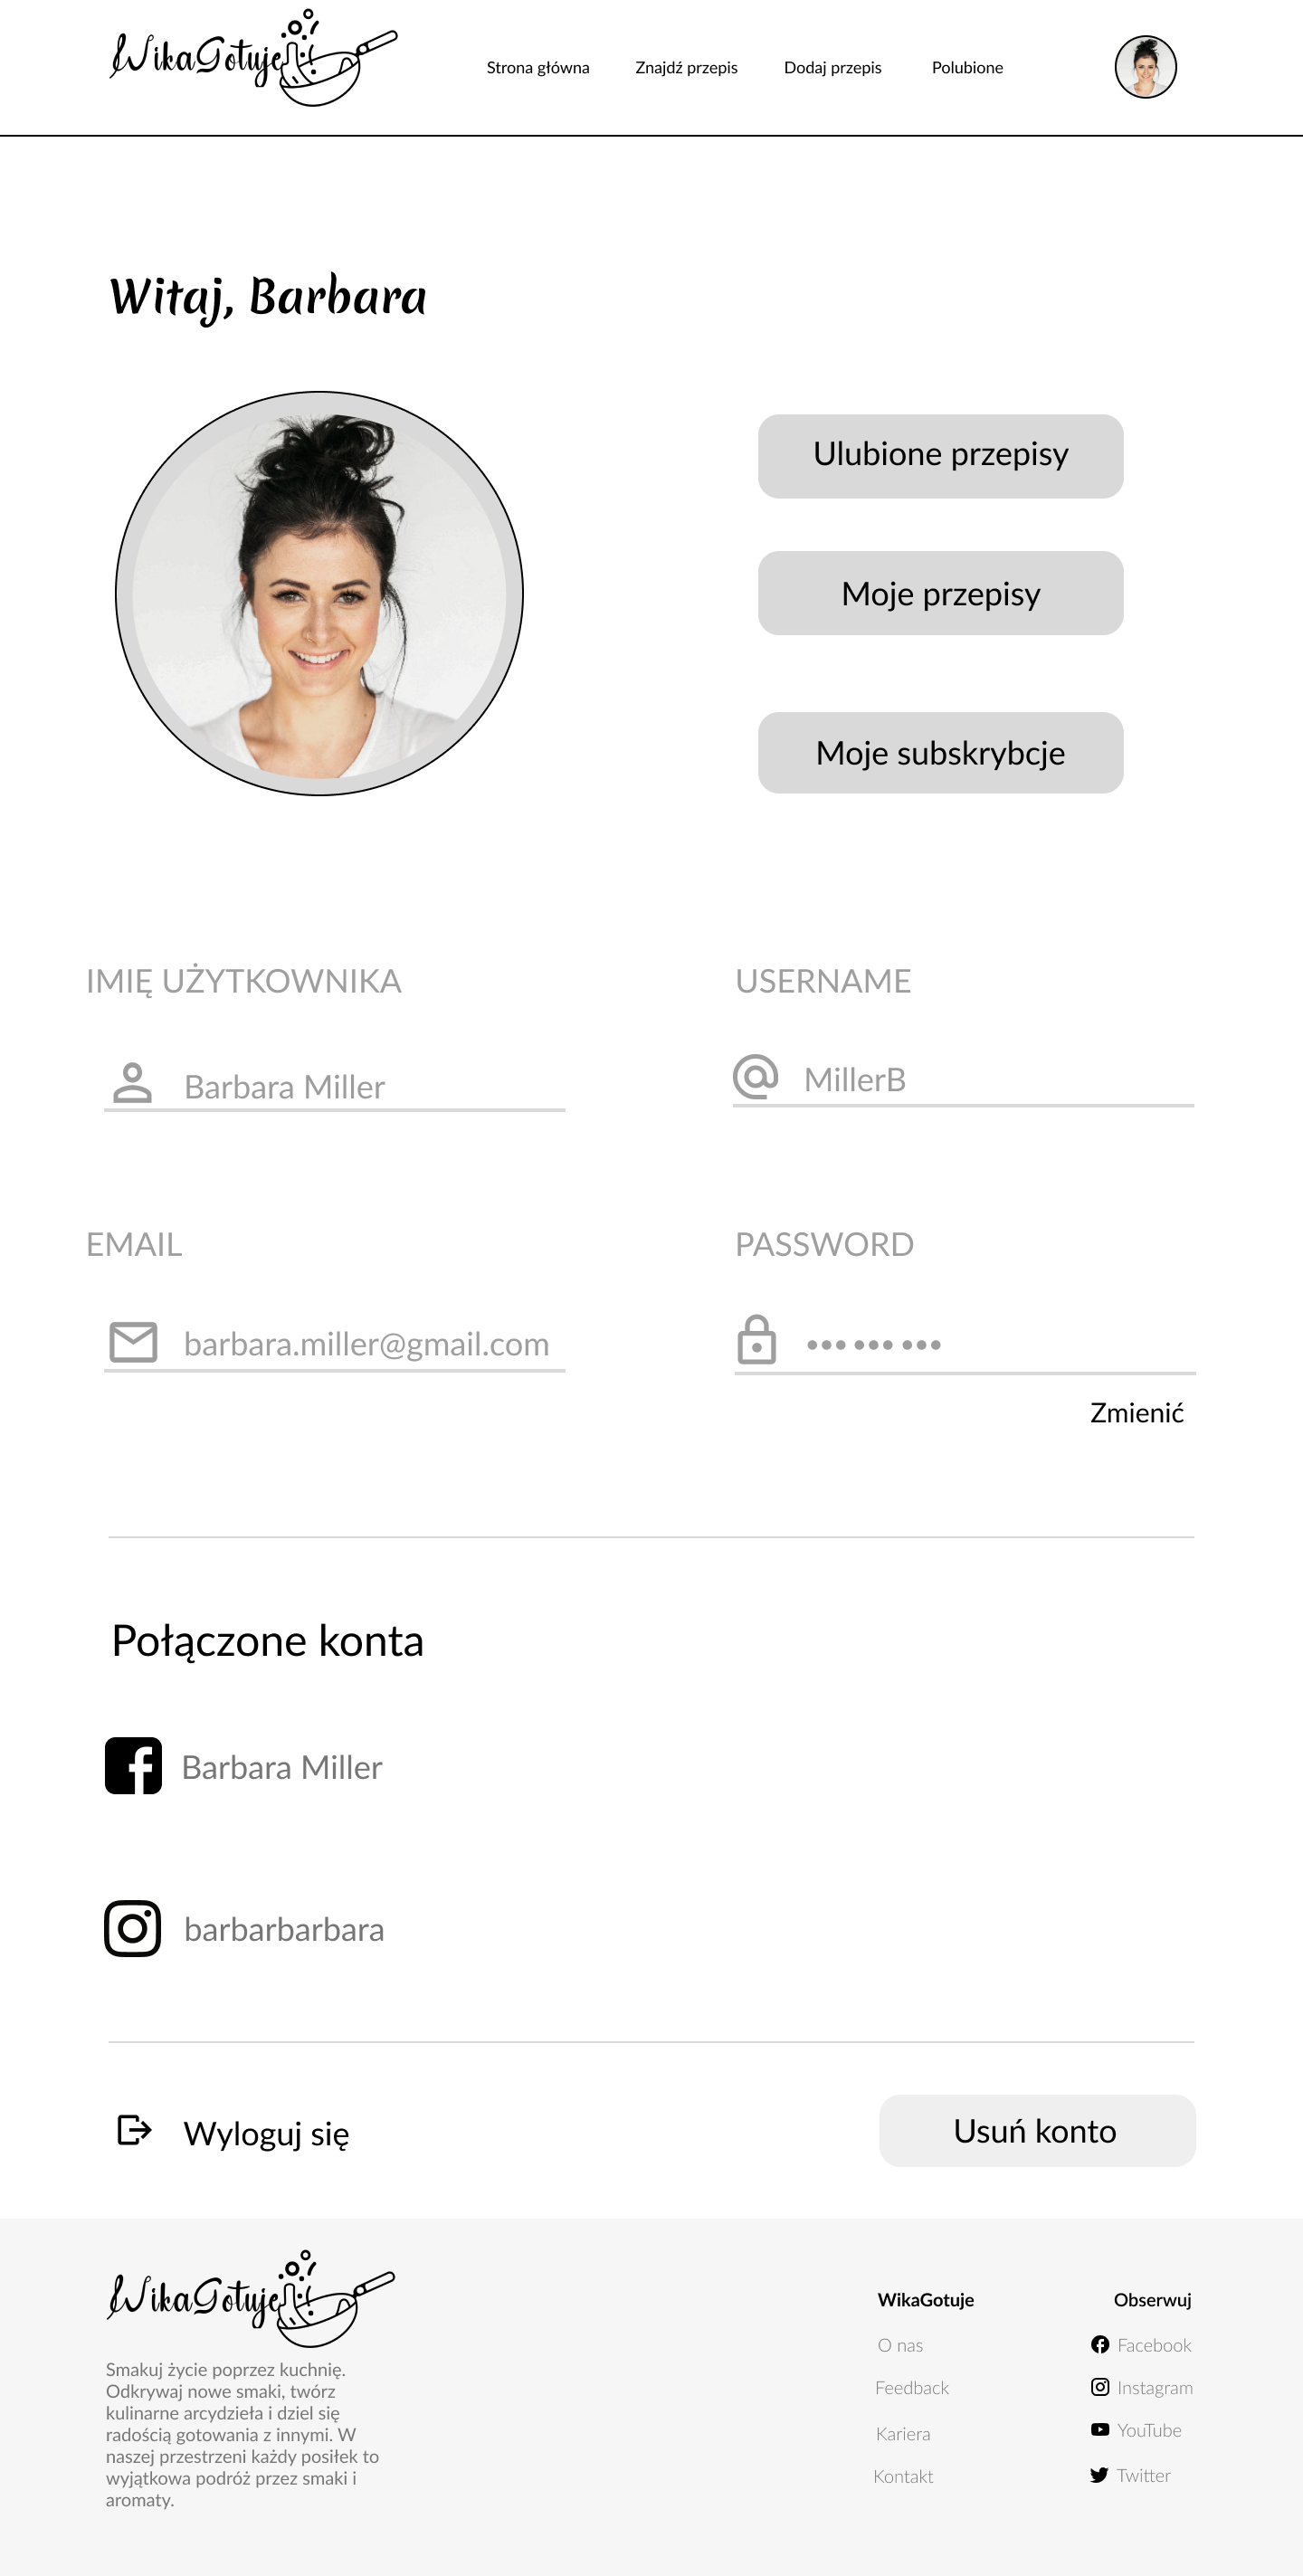 WikaGotuje
Strona główna
Znajdź przepis
Dodaj przepis
Polubione
Witaj, Barbara
Ulubione przepisy
Moje przepisy
Moje subskrybcje
IMIĘ UŻYTKOWNIKA
USERNAME
Barbara Miller
MillerB
EMAIL
PASSWORD
barbara.miller@gmail.com
Zmienić
Połączone konta
Barbara Miller
barbarbarbara
Wyloguj się
Usuń konto
WikaGotuje
Smakuj życie poprzez kuchnię.
Odkrywaj nowe smaki, twórz
kulinarne arcydzieła i dziel się
radością gotowania z innymi. W
naszej przestrzeni każdy posiłek to
wyjątkowa podróż przez smaki i
aromaty.
WikaGotuje
O nas
Feedback
Kariera
Kontakt
Obserwuj
Facebook
Instagram
YouTube
Twitter